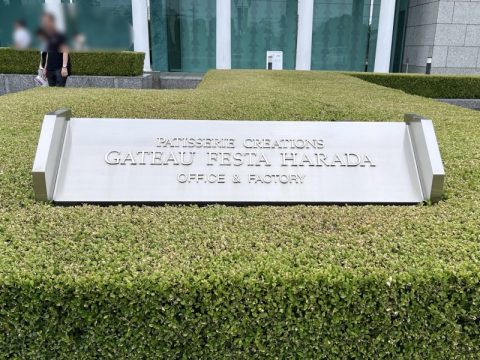 PATISSERIE CREATIONS
GATEAU FESTA HARADA
OFFICE & FACTORY